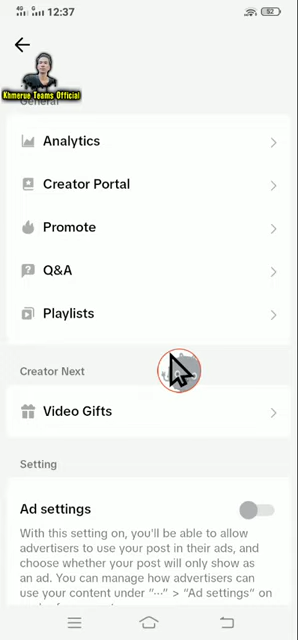 4G G 12:37 52
General
Khmerue Teams Official
Analytics
Creator Portal
Promote
Q&A
Playlists
Creator Next
Video Gifts
Setting
Ad settings
With this setting on, you'll be able to allow
advertisers to use your post in their ads, and
choose whether your post will only show as
an ad. You can manage how advertisers can
use your content under "···" > "Ad settings" on